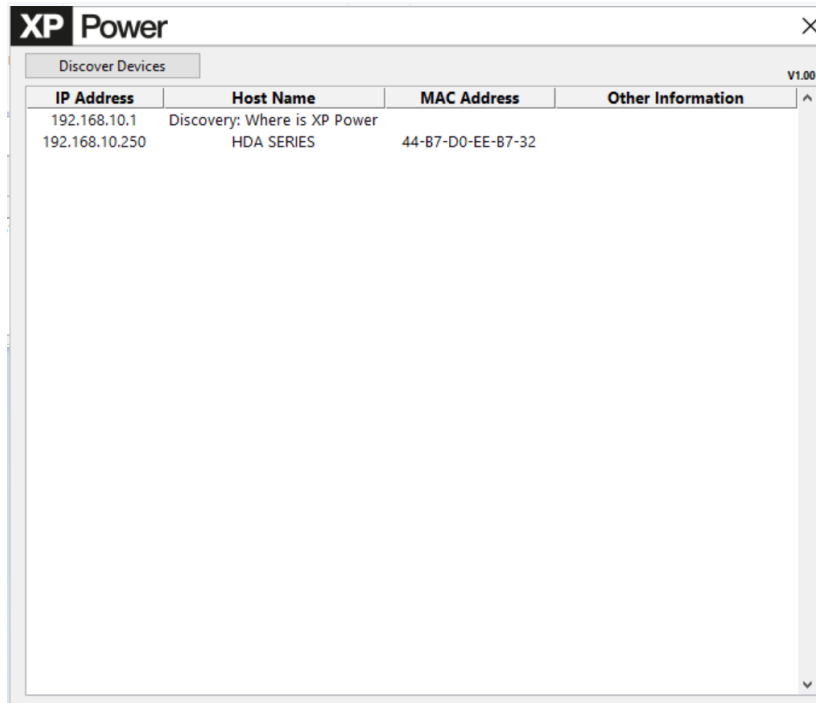 XP Power
Discover Devices
V1.00
IP Address Host Name MAC Address Other Information
192.168.10.1 Discovery: Where is XP Power
192.168.10.250 HDA SERIES 44-B7-D0-EE-B7-32